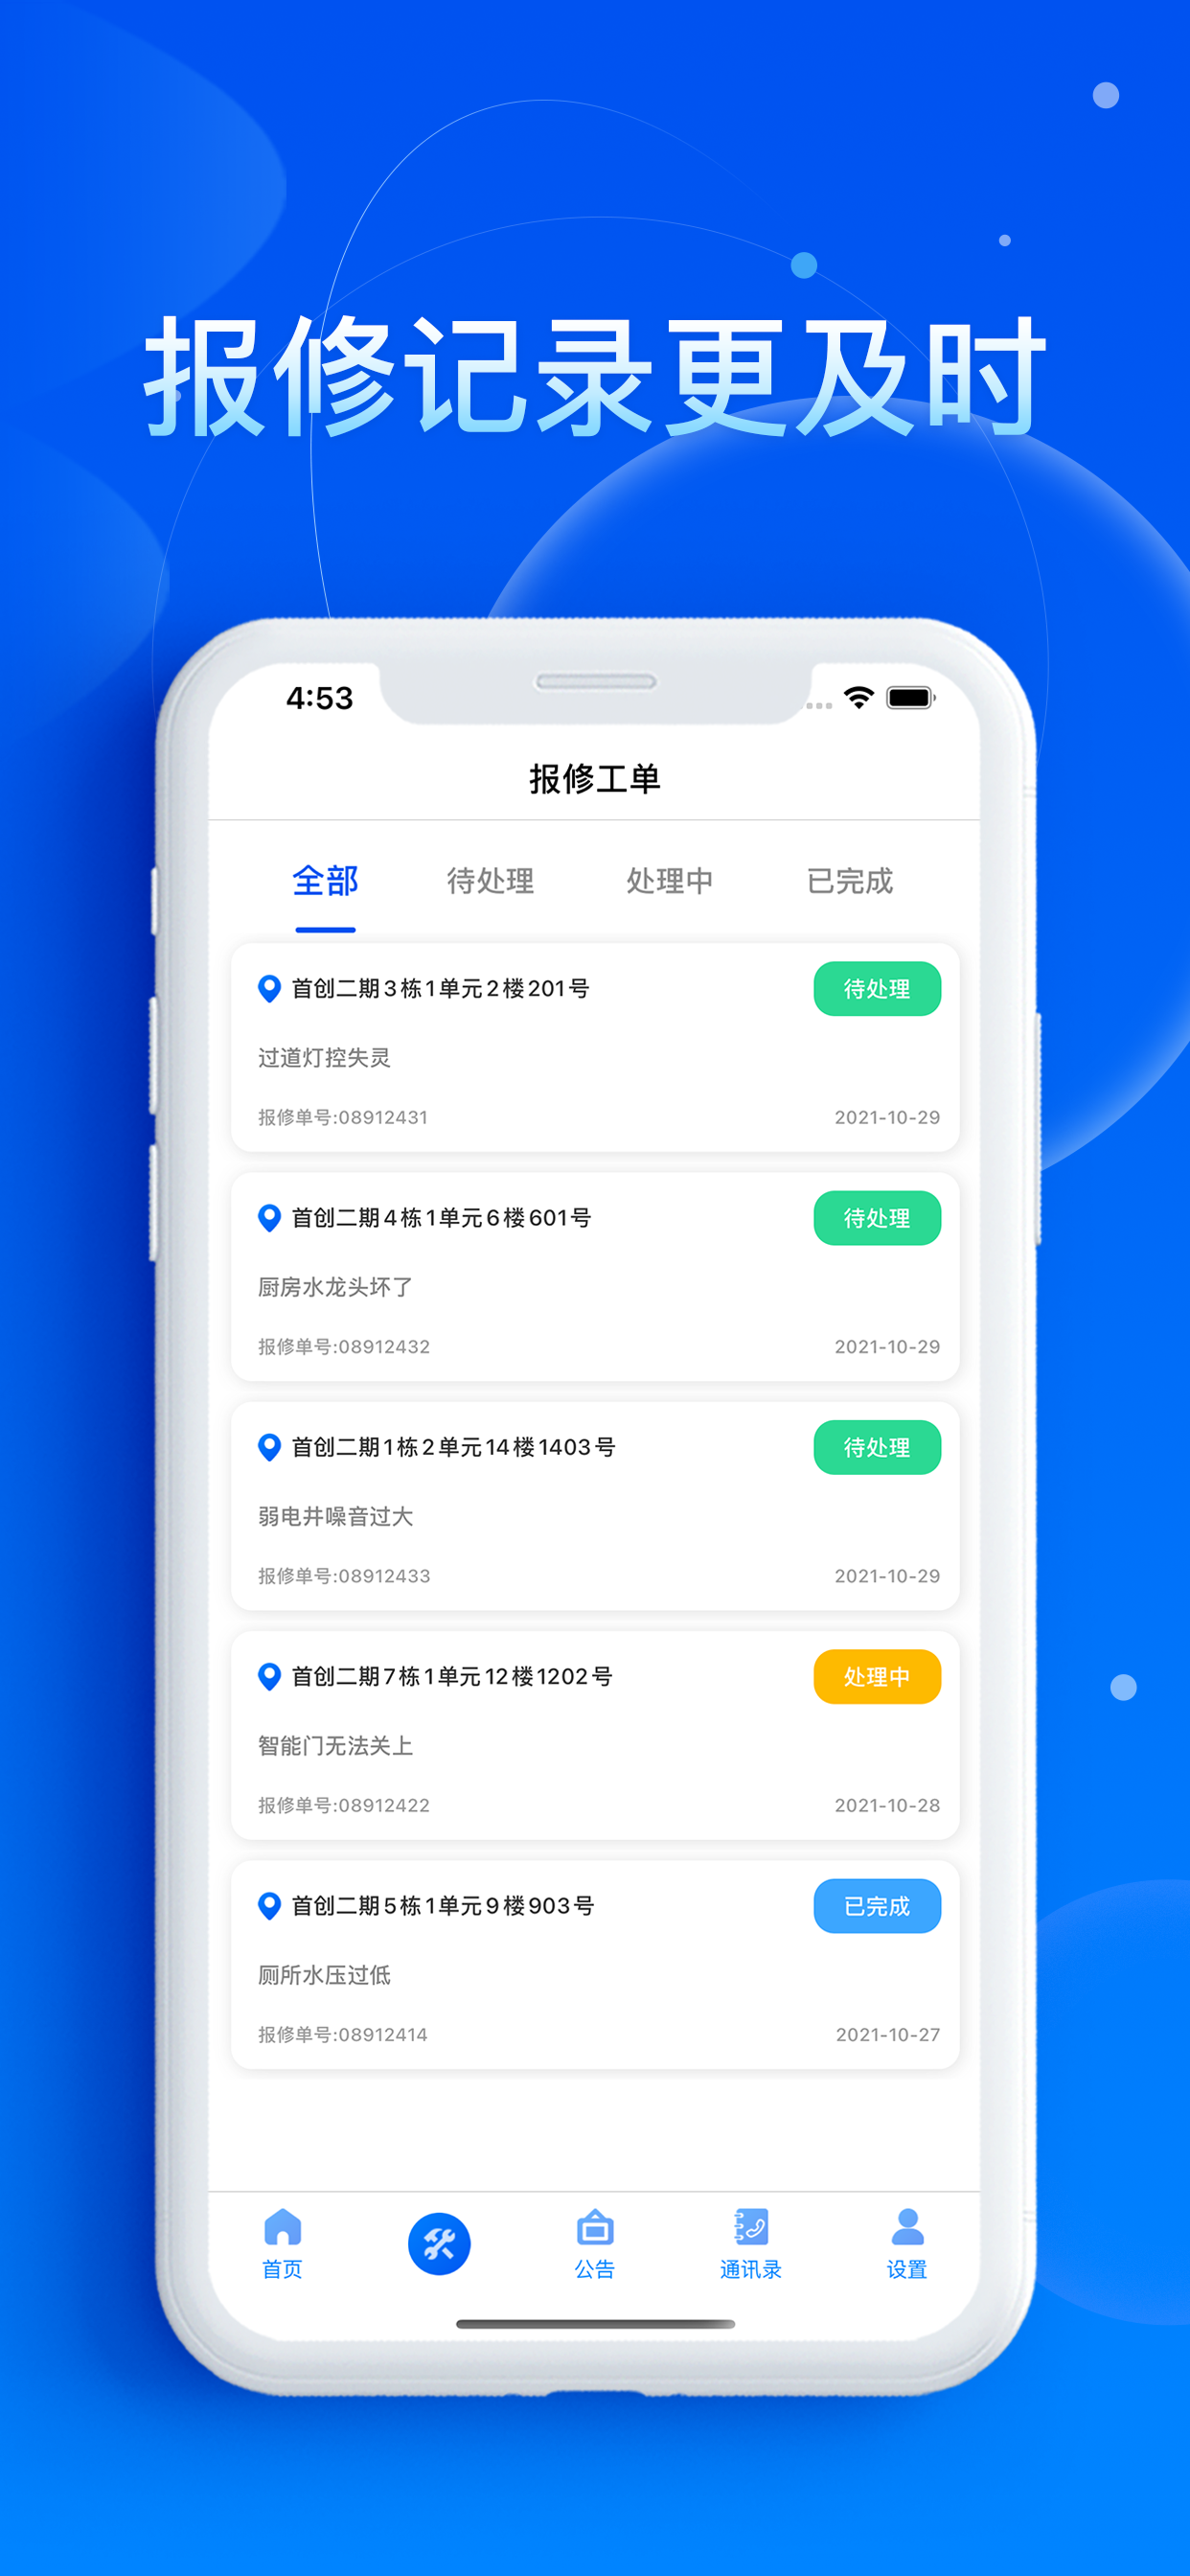 报修记录更及时
4:53
报修工单
全部 待处理 处理中 已完成
首创二期3栋1单元2楼201号 待处理
过道灯控失灵
报修单号:08912431 2021-10-29
首创二期4栋1单元6楼601号 待处理
厨房水龙头坏了
报修单号:08912432 2021-10-29
首创二期1栋2单元14楼1403号 待处理
弱电井噪音过大
报修单号:08912433 2021-10-29
首创二期7栋1单元12楼1202号 处理中
智能门无法关上
报修单号:08912422 2021-10-28
首创二期5栋1单元9楼903号 已完成
厕所水压过低
报修单号:08912414 2021-10-27
首页 公告 通讯录 设置